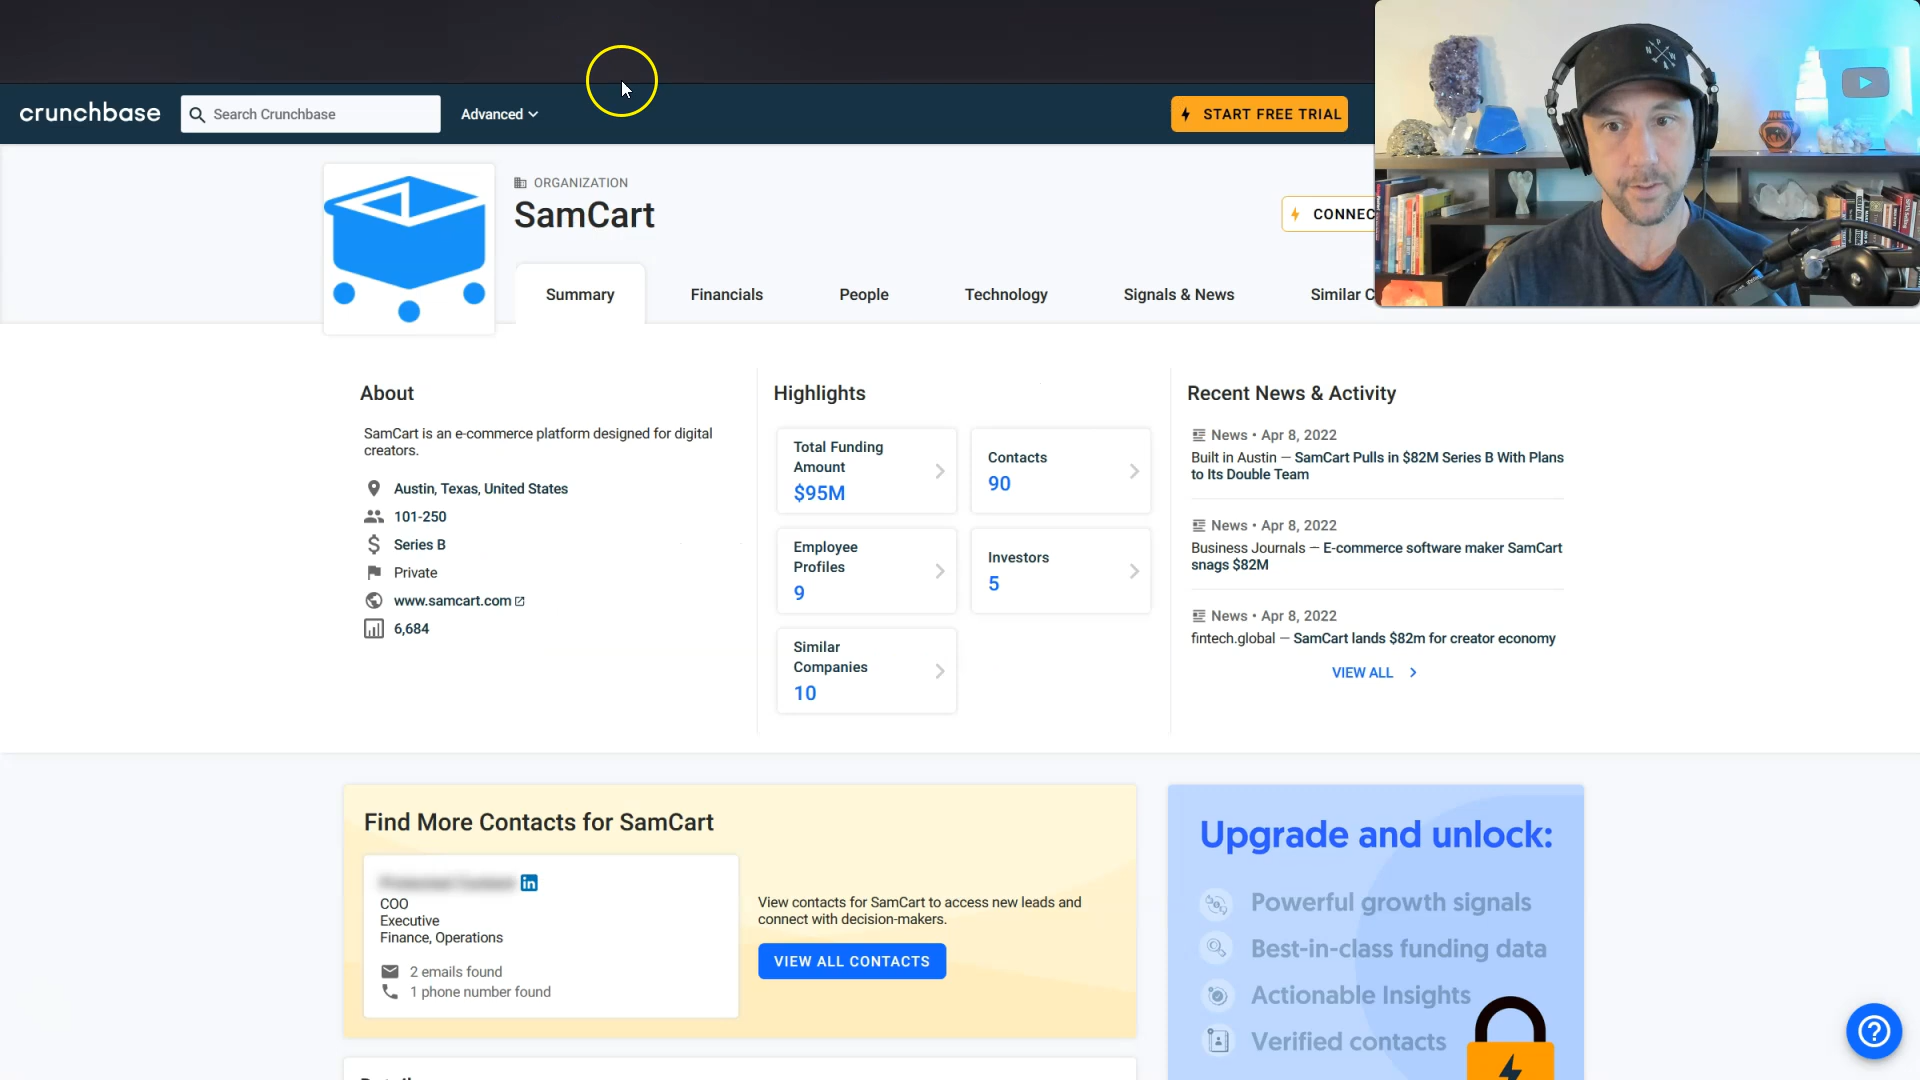 crunchbase
Search Crunchbase
Advanced
START FREE TRIAL
ORGANIZATION
SamCart
CONNEC
Summary
Financials
People
Technology
Signals & News
Similar C
About
SamCart is an e-commerce platform designed for digital
creators.
Austin, Texas, United States
101-250
Series B
Private
www.samcart.com
6,684
Highlights
Total Funding
Amount
$95M
Contacts
90
Employee
Profiles
9
Investors
5
Similar
Companies
10
Recent News & Activity
News • Apr 8, 2022
Built in Austin — SamCart Pulls in $82M Series B With Plans
to Its Double Team
News • Apr 8, 2022
Business Journals — E-commerce software maker SamCart
snags $82M
News • Apr 8, 2022
fintech.global — SamCart lands $82m for creator economy
VIEW ALL
Find More Contacts for SamCart
in
COO
Executive
Finance, Operations
2 emails found
1 phone number found
View contacts for SamCart to access new leads and
connect with decision-makers.
VIEW ALL CONTACTS
Upgrade and unlock:
Powerful growth signals
Best-in-class funding data
Actionable Insights
Verified contacts